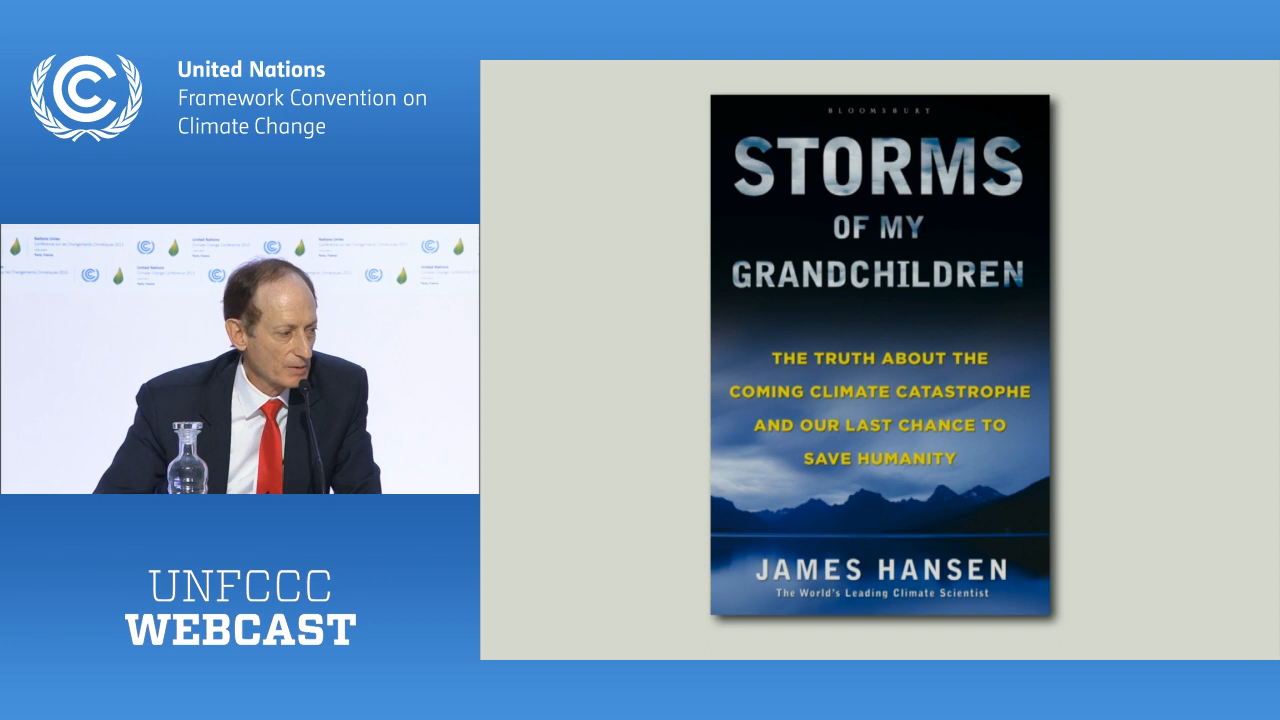 United Nations
Framework Convention on
Climate Change
UNFCCC
WEBCAST
BLOOMSBURY
STORMS
OF MY
GRANDCHILDREN
THE TRUTH ABOUT THE
COMING CLIMATE CATASTROPHE
AND OUR LAST CHANCE TO
SAVE HUMANITY
JAMES HANSEN
The World's Leading Climate Scientist